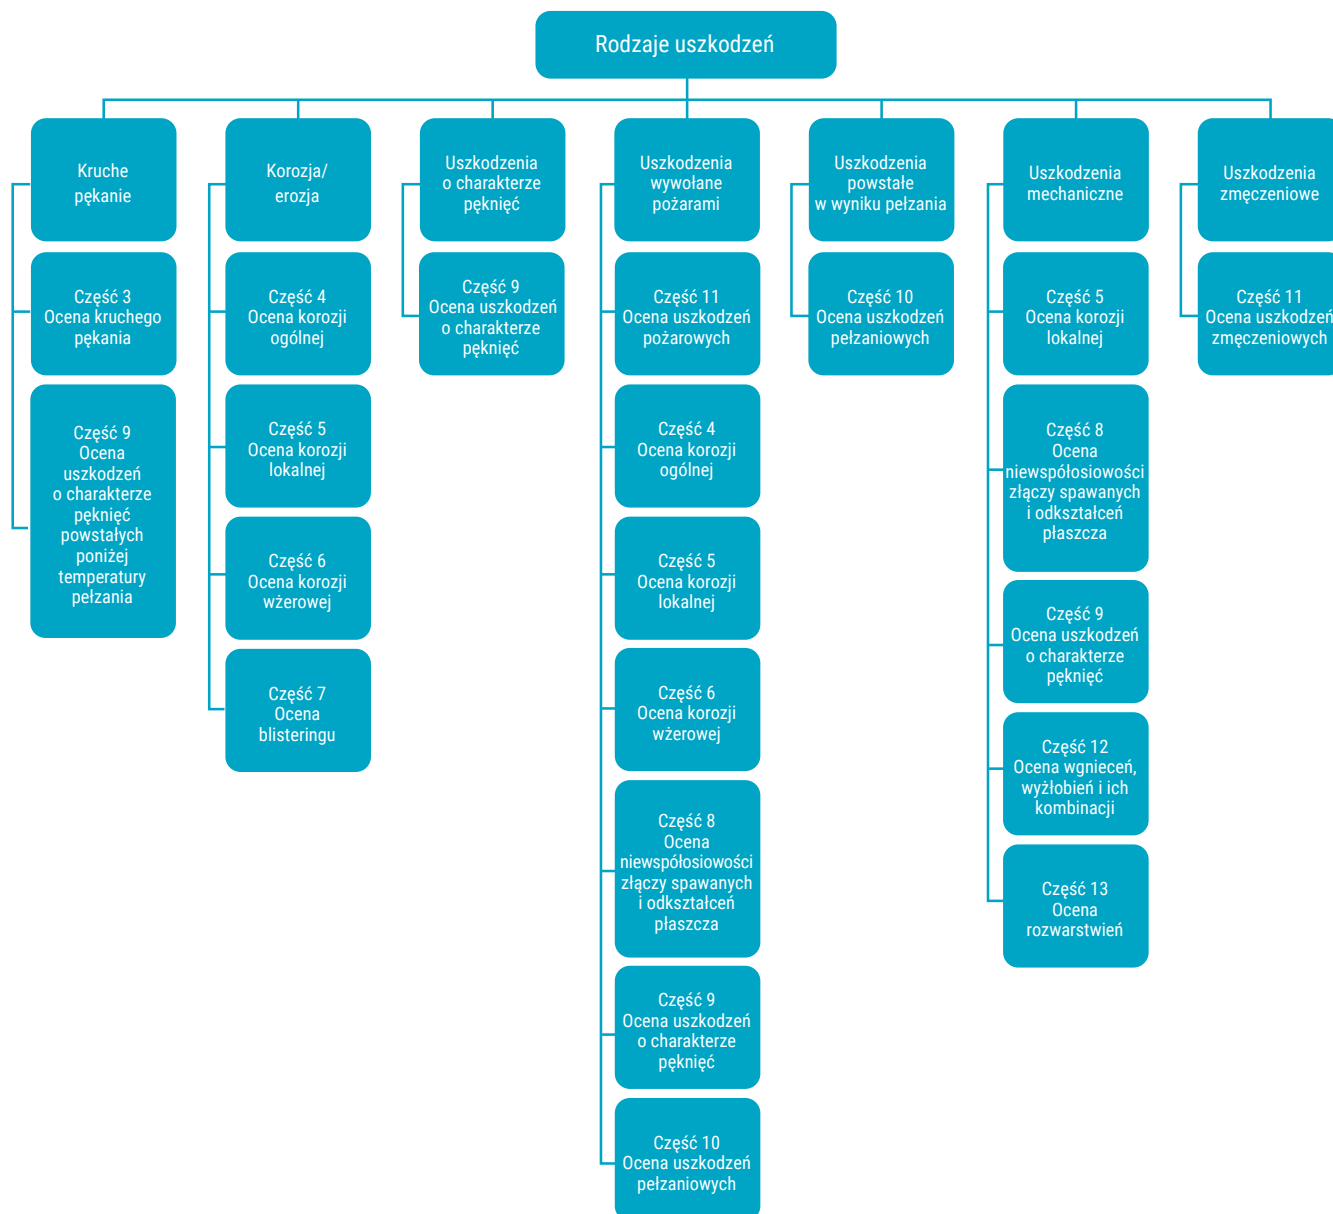 Rodzaje uszkodzeń
Kruche
pękanie
Część 3
Ocena kruchego
pękania
Część 9
Ocena
uszkodzeń
o charakterze
pęknięć
powstałych
poniżej
temperatury
pełzania
Korozja/
erozja
Część 4
Ocena korozji
ogólnej
Część 5
Ocena korozji
lokalnej
Część 6
Ocena korozji
wżerowej
Część 7
Ocena
blisteringu
Uszkodzenia
o charakterze
pęknięć
Część 9
Ocena uszkodzeń
o charakterze
pęknięć
Uszkodzenia
wywołane
pożarami
Część 11
Ocena uszkodzeń
pożarowych
Część 4
Ocena korozji
ogólnej
Część 5
Ocena korozji
lokalnej
Część 6
Ocena korozji
wżerowej
Część 8
Ocena
niewspółosiowości
złączy spawanych
i odkształceń
płaszcza
Część 9
Ocena uszkodzeń
o charakterze
pęknięć
Część 10
Ocena uszkodzeń
pełzaniowych
Uszkodzenia
powstałe
w wyniku pełzania
Część 10
Ocena uszkodzeń
pełzaniowych
Uszkodzenia
mechaniczne
Część 5
Ocena korozji
lokalnej
Część 8
Ocena
niewspółosiowości
złączy spawanych
i odkształceń
płaszcza
Część 9
Ocena uszkodzeń
o charakterze
pęknięć
Część 12
Ocena wgnieceń,
wyżłobień i ich
kombinacji
Część 13
Ocena
rozwarstwień
Uszkodzenia
zmęczeniowe
Część 11
Ocena uszkodzeń
zmęczeniowych